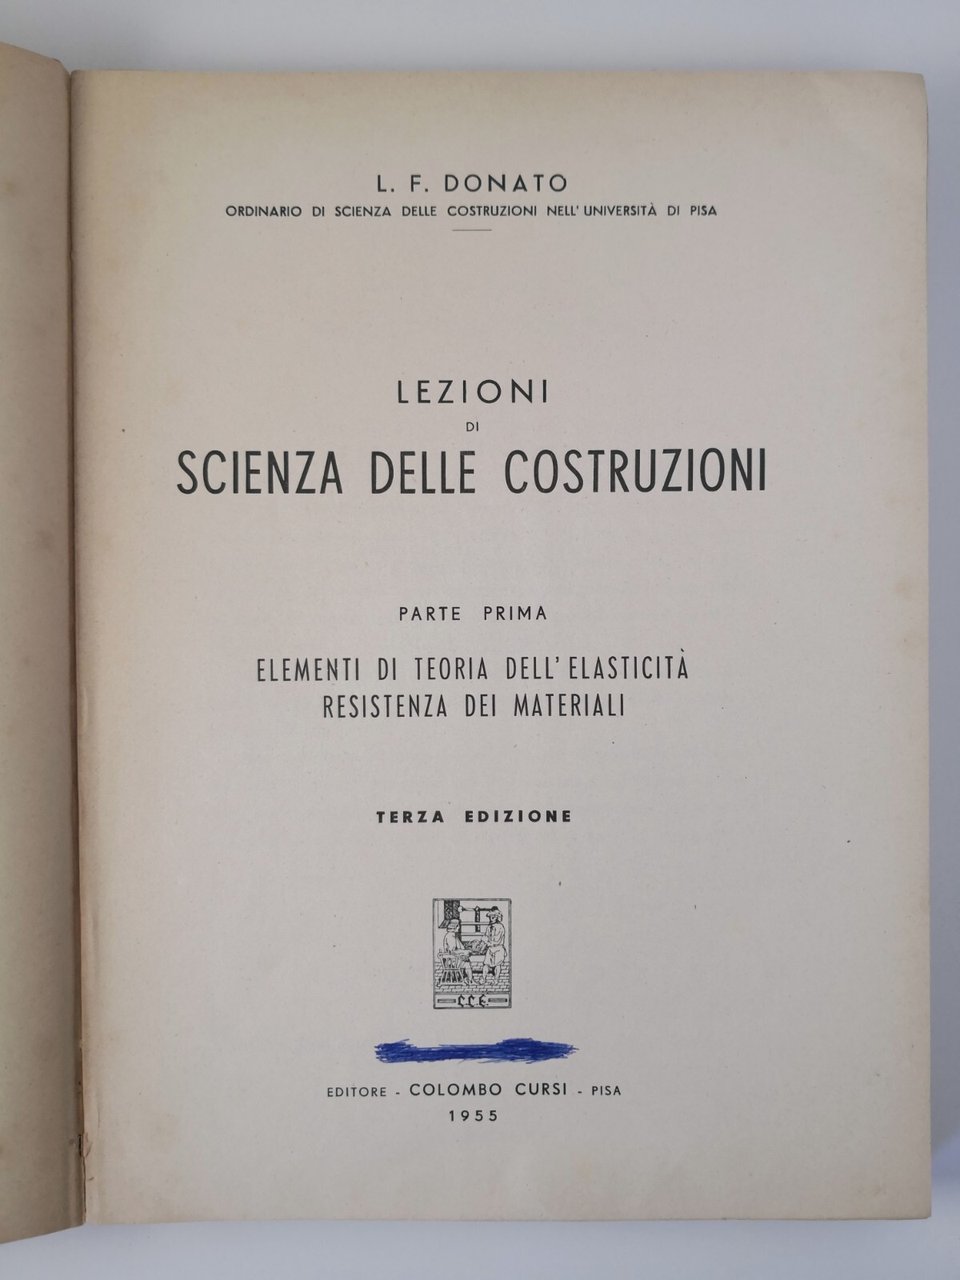 L. F. DONATO
ORDINARIO DI SCIENZA DELLE COSTRUZIONI NELL' UNIVERSITÀ DI PISA
LEZIONI
DI
SCIENZA DELLE COSTRUZIONI
PARTE PRIMA
ELEMENTI DI TEORIA DELL' ELASTICITÀ
RESISTENZA DEI MATERIALI
TERZA EDIZIONE
C.C.E.
EDITORE - COLOMBO CURSI - PISA
1955